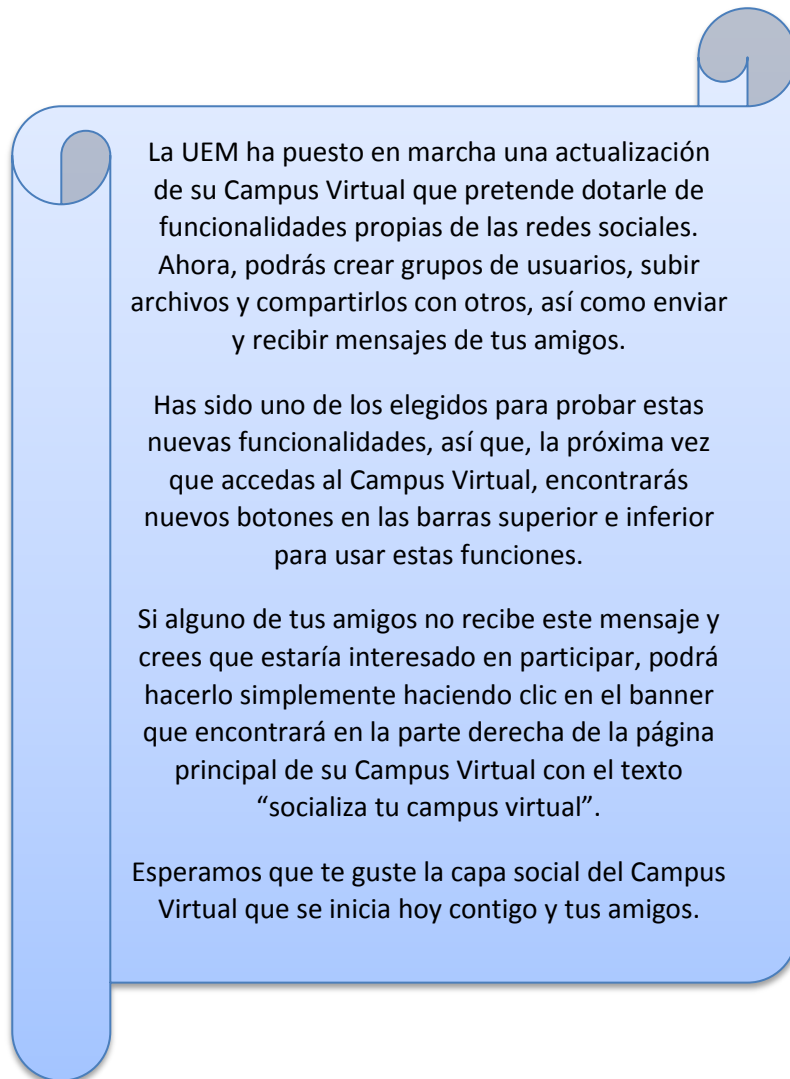 La UEM ha puesto en marcha una actualización
de su Campus Virtual que pretende dotarle de
funcionalidades propias de las redes sociales.
Ahora, podrás crear grupos de usuarios, subir
archivos y compartirlos con otros, así como enviar
y recibir mensajes de tus amigos.
Has sido uno de los elegidos para probar estas
nuevas funcionalidades, así que, la próxima vez
que accedas al Campus Virtual, encontrarás
nuevos botones en las barras superior e inferior
para usar estas funciones.
Si alguno de tus amigos no recibe este mensaje y
crees que estaría interesado en participar, podrá
hacerlo simplemente haciendo clic en el banner
que encontrará en la parte derecha de la página
principal de su Campus Virtual con el texto
“socializa tu campus virtual”.
Esperamos que te guste la capa social del Campus
Virtual que se inicia hoy contigo y tus amigos.